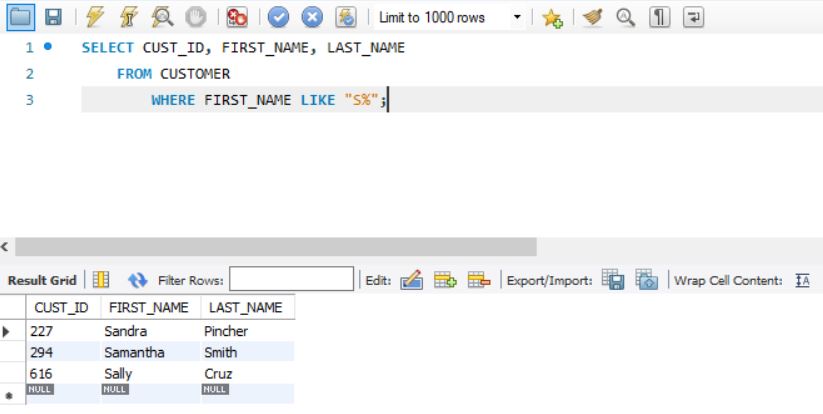 Limit to 1000 rows
1 SELECT CUST_ID, FIRST_NAME, LAST_NAME
2 FROM CUSTOMER
3 WHERE FIRST_NAME LIKE "S%";
Result Grid Filter Rows: Edit: Export/Import: Wrap Cell Content: IA
CUST_ID FIRST_NAME LAST_NAME
227 Sandra Pincher
294 Samantha Smith
616 Sally Cruz
NULL NULL NULL